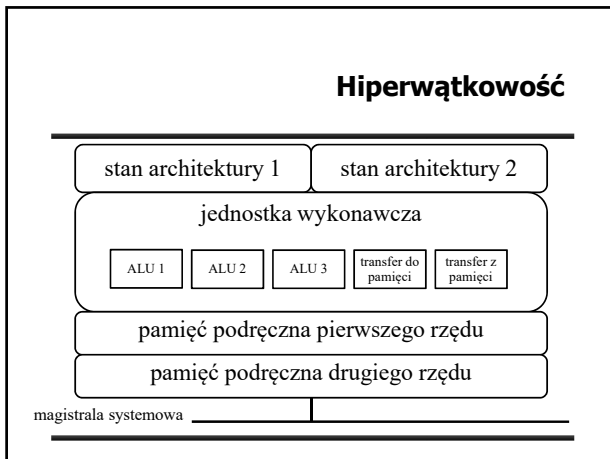 Hiperwątkowość
stan architektury 1
stan architektury 2
jednostka wykonawcza
ALU 1
ALU 2
ALU 3
transfer do
pamięci
transfer z
pamięci
pamięć podręczna pierwszego rzędu
pamięć podręczna drugiego rzędu
magistrala systemowa